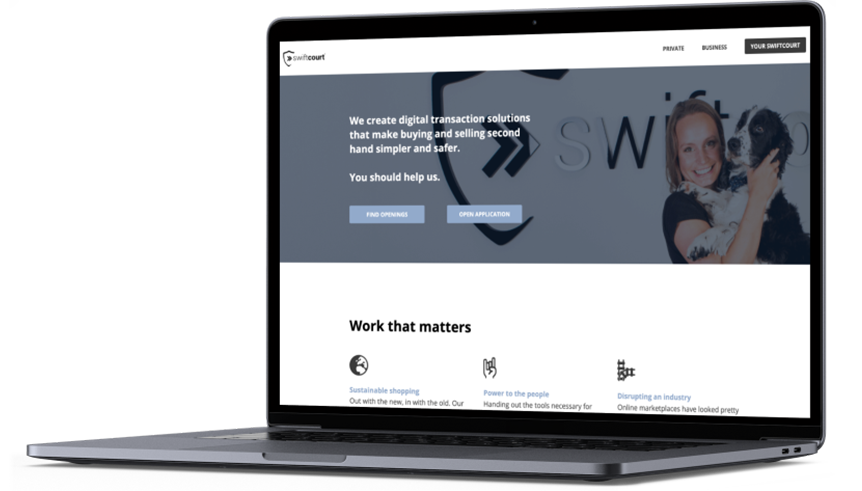 swiftcourt
PRIVATE
BUSINESS
YOUR SWIFTCOURT
We create digital transaction solutions
that make buying and selling second
hand simpler and safer.
You should help us.
FIND OPENINGS
OPEN APPLICATION
Work that matters
Sustainable shopping
Out with the new, in with the old. Our
Power to the people
Handing out the tools necessary for
Disrupting an industry
Online marketplaces have looked pretty